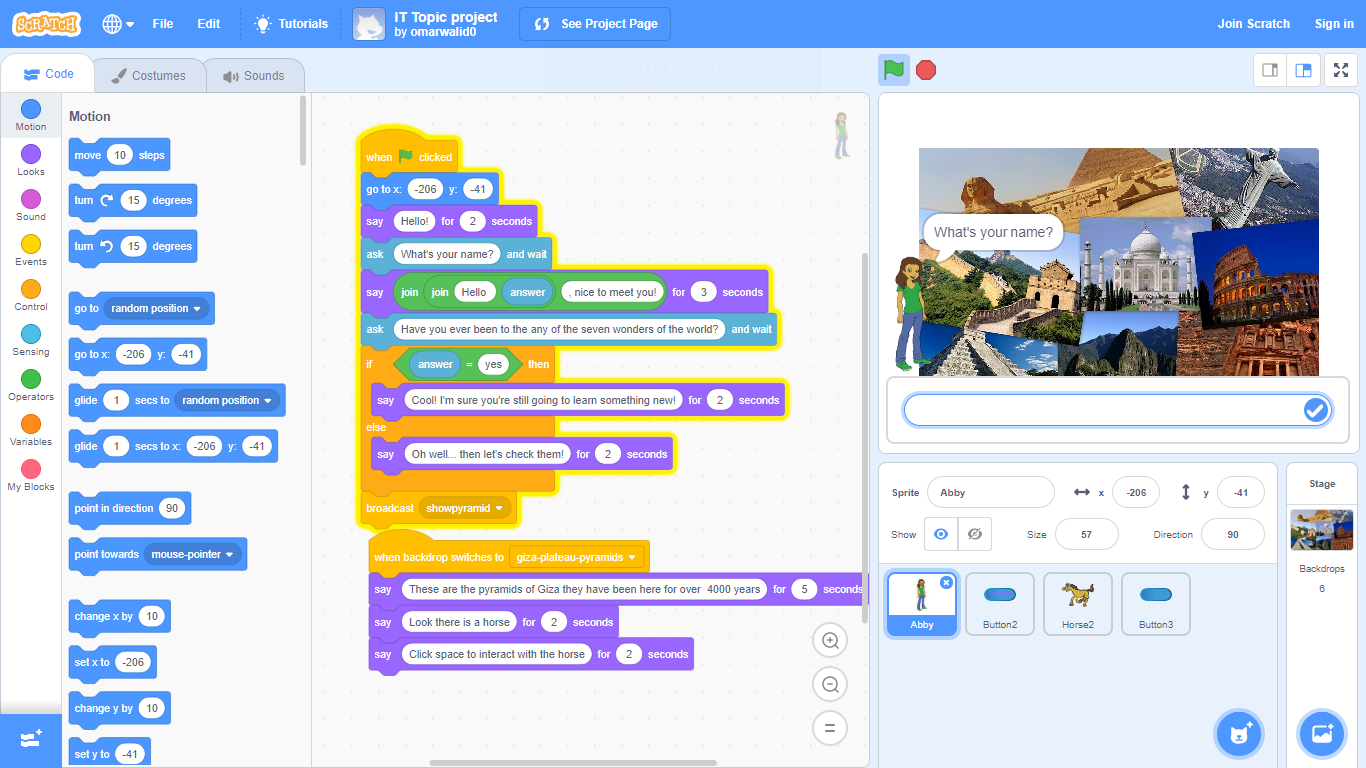 SCRATCH File Edit Tutorials IT Topic project See Project Page Join Scratch Sign in
by omarwalid0
Code Costumes Sounds
Motion
Looks
Sound
Events
Control
Sensing
Operators
Variables
My Blocks
Motion
move 10 steps
turn 15 degrees
turn 15 degrees
go to random position
go to x: -206 y: -41
glide 1 secs to random position
glide 1 secs to x: -206 y: -41
point in direction 90
point towards mouse-pointer
change x by 10
set x to -206
change y by 10
set y to -41
when clicked
go to x: -206 y: -41
say Hello! for 2 seconds
ask What's your name? and wait
say join join Hello answer , nice to meet you! for 3 seconds
ask Have you ever been to the any of the seven wonders of the world? and wait
if answer = yes then
say Cool! I'm sure you're still going to learn something new! for 2 seconds
else
say Oh well... then let's check them! for 2 seconds
broadcast showpyramid
when backdrop switches to giza-plateau-pyramids
say These are the pyramids of Giza they have been here for over 4000 years for 5 seconds
say Look there is a horse for 2 seconds
say Click space to interact with the horse for 2 seconds
What's your name?
Sprite Abby x -206 y -41
Show Size 57 Direction 90
Abby Button2 Horse2 Button3
Stage
Backdrops
6